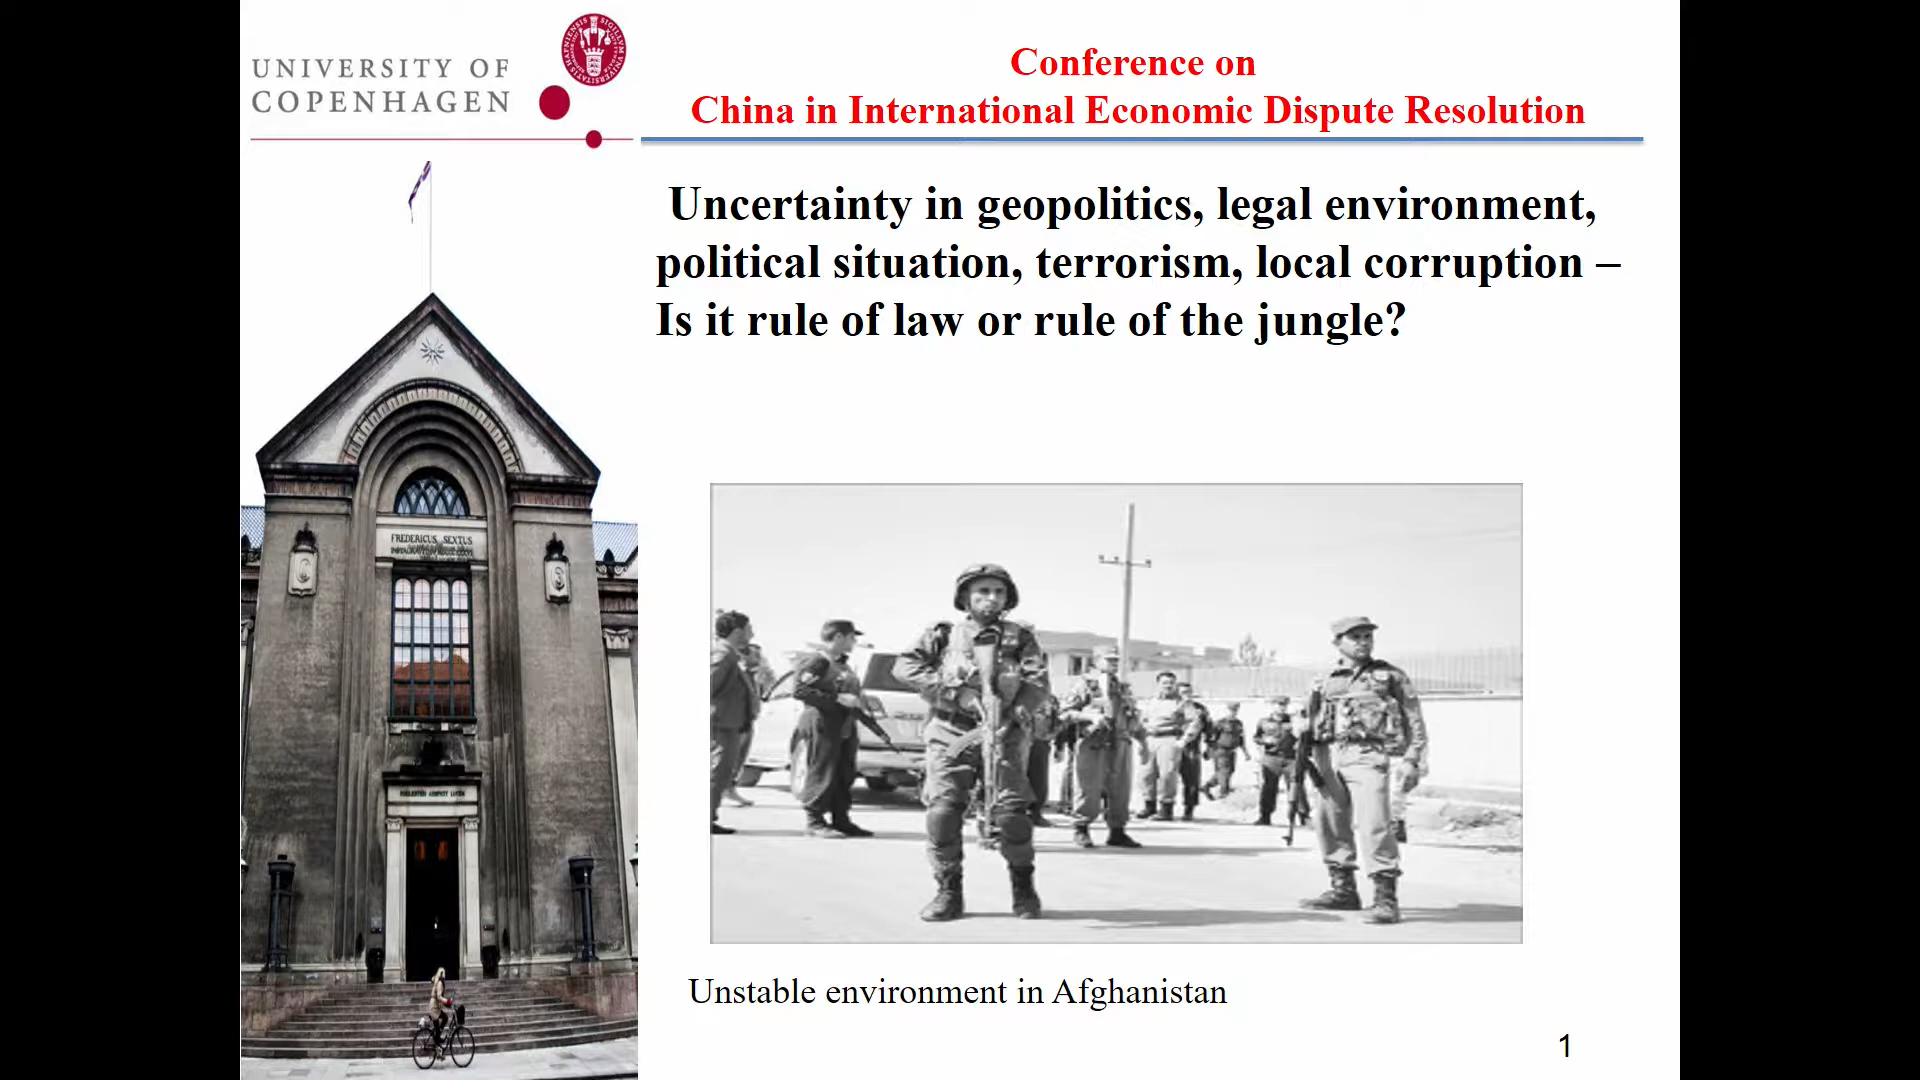 UNIVERSITY OF
COPENHAGEN
Conference on
China in International Economic Dispute Resolution
Uncertainty in geopolitics, legal environment,
political situation, terrorism, local corruption –
Is it rule of law or rule of the jungle?
FREDERICUS SEXTUS
Unstable environment in Afghanistan
1